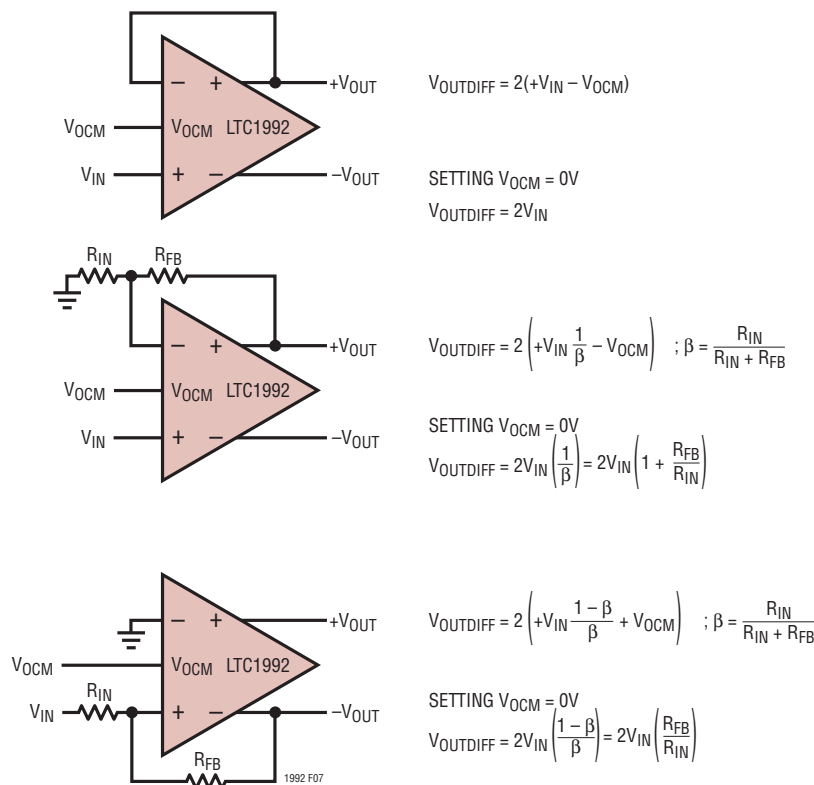 − +
+VOUT
VOCM VOCM LTC1992
VIN + −
−VOUT
VOUTDIFF = 2(+VIN – VOCM)
SETTING VOCM = 0V
VOUTDIFF = 2VIN
RIN RFB
− +
+VOUT
VOCM VOCM LTC1992
VIN + −
−VOUT
VOUTDIFF = 2 (+VIN 1/β – VOCM) ; β = RIN/(RIN + RFB)
SETTING VOCM = 0V
VOUTDIFF = 2VIN (1/β) = 2VIN (1 + RFB/RIN)
− +
+VOUT
VOCM VOCM LTC1992
RIN
VIN + −
−VOUT
RFB
1992 F07
VOUTDIFF = 2 (+VIN (1 – β)/β + VOCM) ; β = RIN/(RIN + RFB)
SETTING VOCM = 0V
VOUTDIFF = 2VIN ((1 – β)/β) = 2VIN (RFB/RIN)